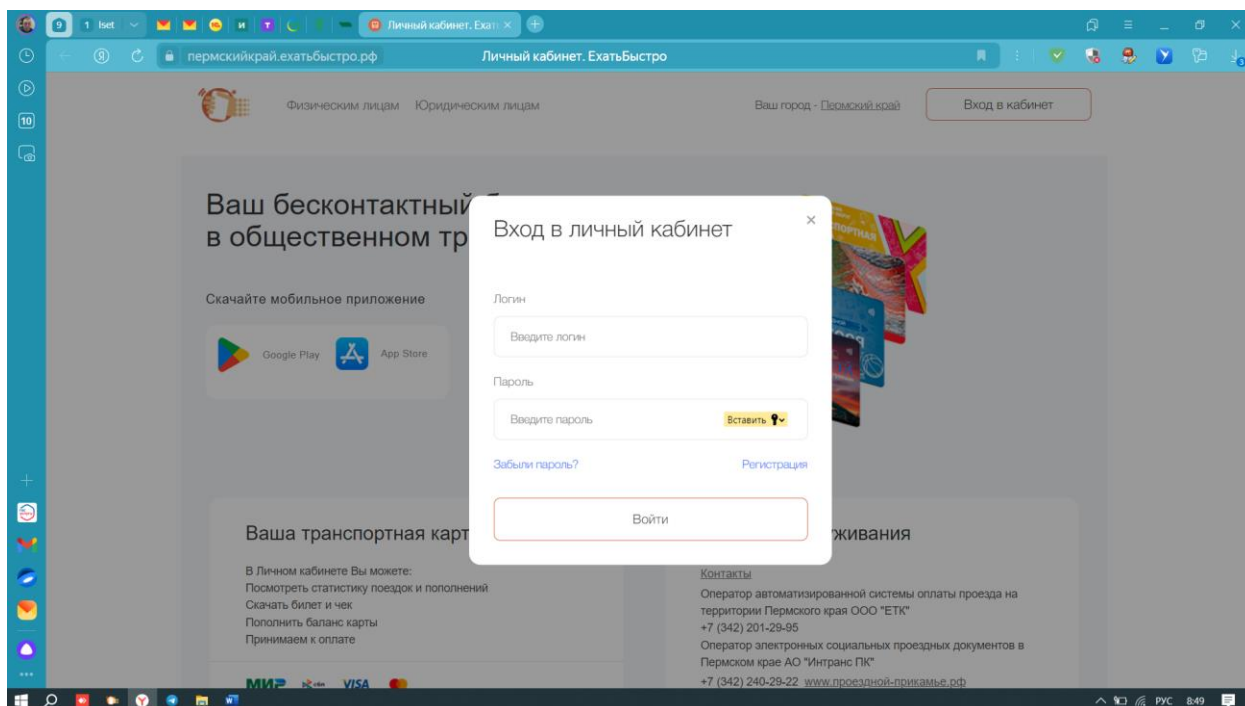 9
1 lset
Личный кабинет. Ехать
пермскийкрай.ехатьбыстро.рф
Личный кабинет. ЕхатьБыстро
3
10
Физическим лицам
Юридическим лицам
Ваш город - Пермский край
Вход в кабинет
Ваш бесконтактный
в общественном тр
Скачайте мобильное приложение
Google Play
App Store
Вход в личный кабинет
Логин
Введите логин
Пароль
Введите пароль
Вставить
Забыли пароль?
Регистрация
Войти
Ваша транспортная карт
В Личном кабинете Вы можете:
Посмотреть статистику поездок и пополнений
Скачать билет и чек
Пополнить баланс карты
Принимаем к оплате
МИР
VISA
живания
Контакты
Оператор автоматизированной системы оплаты проезда на
территории Пермского края ООО "ЕТК"
+7 (342) 201-29-95
Оператор электронных социальных проездных документов в
Пермском крае АО "Интранс ПК"
+7 (342) 240-29-22 www.проездной-прикамье.рф
РУС
8:49